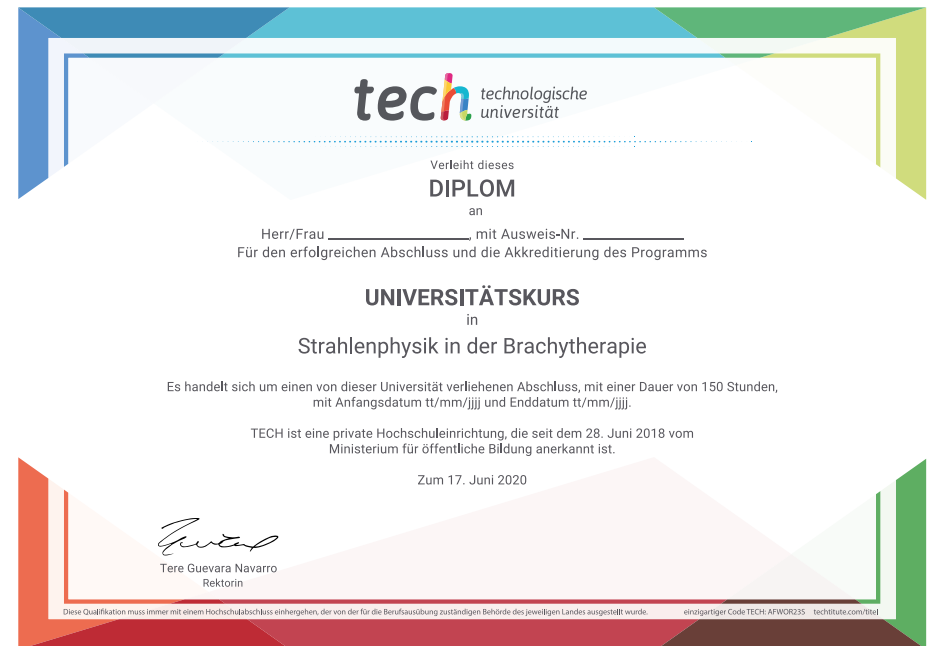 tech technologische
universität
Verleiht dieses
DIPLOM
an
Herr/Frau ____________________, mit Ausweis-Nr. ______________
Für den erfolgreichen Abschluss und die Akkreditierung des Programms
UNIVERSITÄTSKURS
in
Strahlenphysik in der Brachytherapie
Es handelt sich um einen von dieser Universität verliehenen Abschluss, mit einer Dauer von 150 Stunden,
mit Anfangsdatum tt/mm/jjjj und Enddatum tt/mm/jjjj.
TECH ist eine private Hochschuleinrichtung, die seit dem 28. Juni 2018 vom
Ministerium für öffentliche Bildung anerkannt ist.
Zum 17. Juni 2020
Tere Guevara Navarro
Rektorin
Diese Qualifikation muss immer mit einem Hochschulabschluss einhergehen, der von der für die Berufsausübung zuständigen Behörde des jeweiligen Landes ausgestellt wurde. einzigartiger Code TECH: AFWOR235 techtitute.com/titel